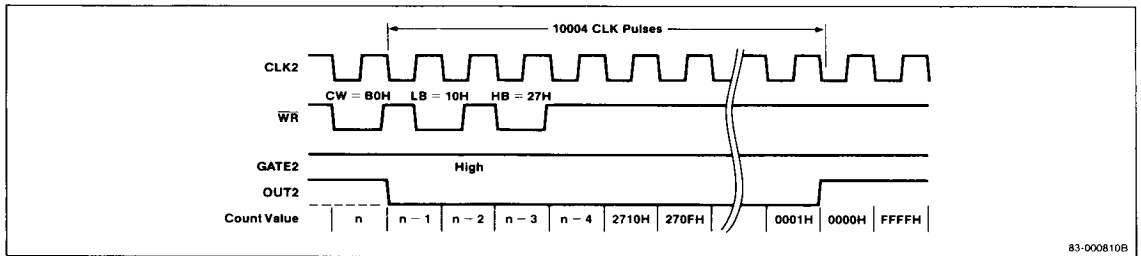 10004 CLK Pulses
CLK2
CW = B0H LB = 10H HB = 27H
WR
GATE2 High
OUT2
Count Value n n – 1 n – 2 n – 3 n – 4 2710H 270FH 0001H 0000H FFFFH
83-000810B